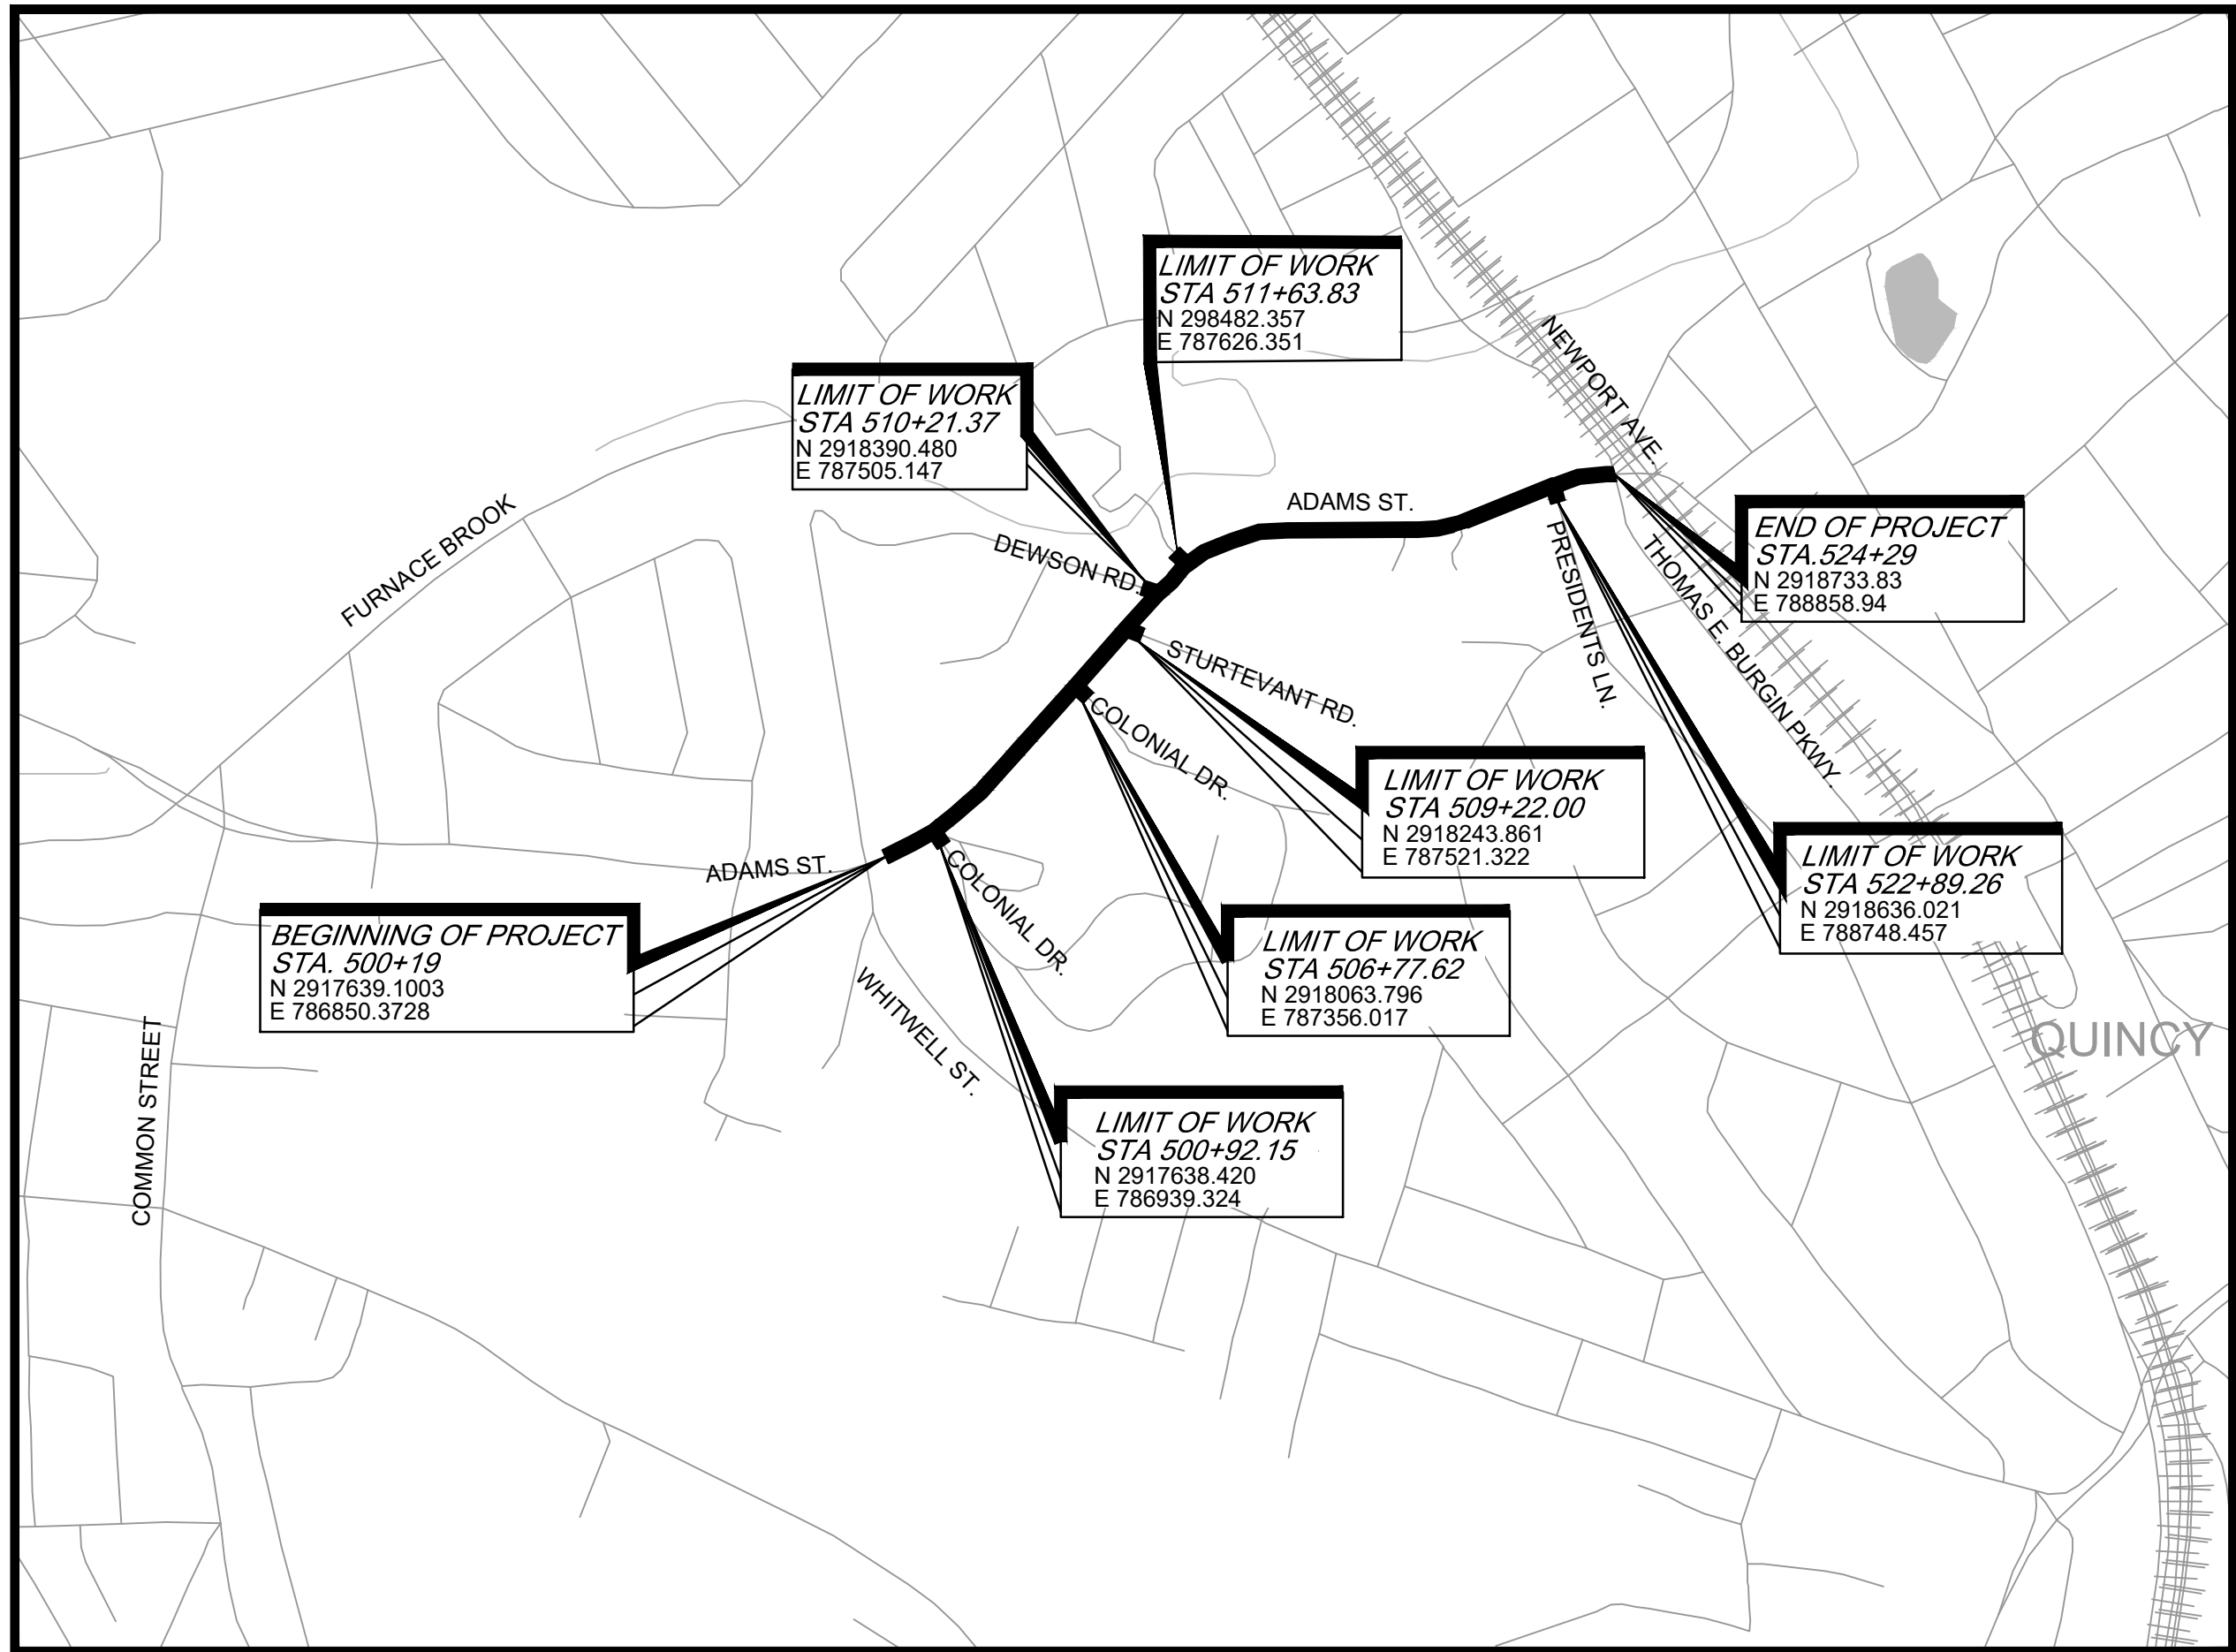 LIMIT OF WORK
STA 511+63.83
N 298482.357
E 787626.351
LIMIT OF WORK
STA 510+21.37
N 2918390.480
E 787505.147
NEWPORT AVE.
ADAMS ST.
END OF PROJECT
STA.524+29
N 2918733.83
E 788858.94
FURNACE BROOK
DEWSON RD.
PRESIDENTS LN.
THOMAS E. BURGIN PKWY.
STURTEVANT RD.
COLONIAL DR.
LIMIT OF WORK
STA 509+22.00
N 2918243.861
E 787521.322
LIMIT OF WORK
STA 522+89.26
N 2918636.021
E 788748.457
ADAMS ST.
COLONIAL DR.
BEGINNING OF PROJECT
STA. 500+19
N 2917639.1003
E 786850.3728
LIMIT OF WORK
STA 506+77.62
N 2918063.796
E 787356.017
WHITWELL ST.
QUINCY
COMMON STREET
LIMIT OF WORK
STA 500+92.15
N 2917638.420
E 786939.324